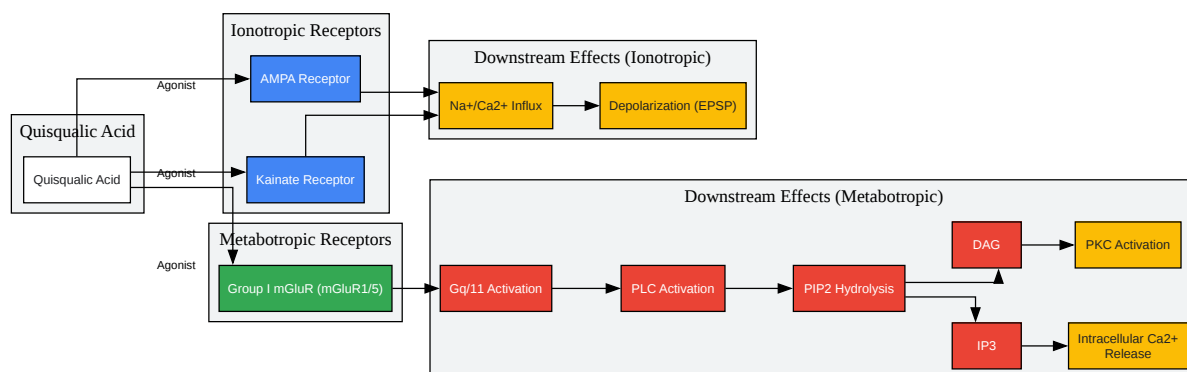 Ionotropic Receptors
AMPA Receptor
Kainate Receptor
Downstream Effects (Ionotropic)
Na+/Ca2+ Influx
Depolarization (EPSP)
Quisqualic Acid
Quisqualic Acid
Agonist
Agonist
Agonist
Metabotropic Receptors
Group I mGluR (mGluR1/5)
Downstream Effects (Metabotropic)
Gq/11 Activation
PLC Activation
PIP2 Hydrolysis
DAG
PKC Activation
IP3
Intracellular Ca2+
Release